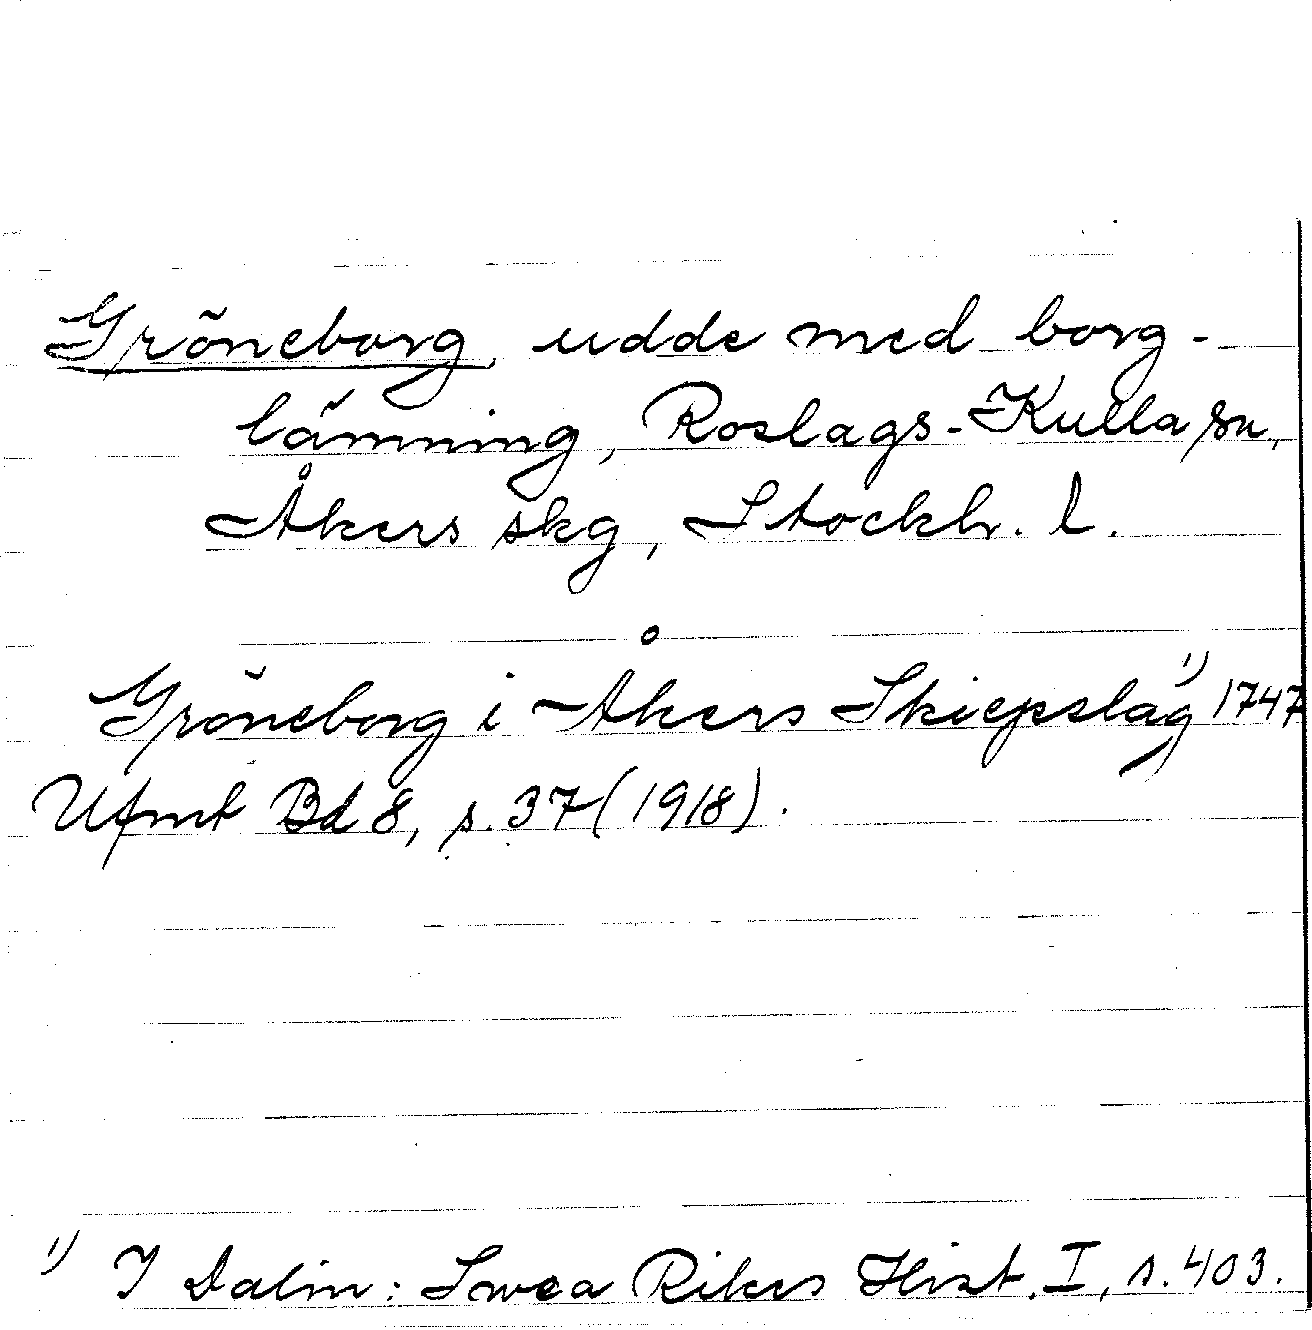 Gröneborg, udde med borg-
lämning, Roslags-Kulla sn,
Åkers skg, Stockh. l.
Gröneborg i Åkers Skiepslag 1) 1747
Ufmt Bd 8, s. 37 (1918).
1) I Dalin: Swea Rikes Hist. I, s. 403.